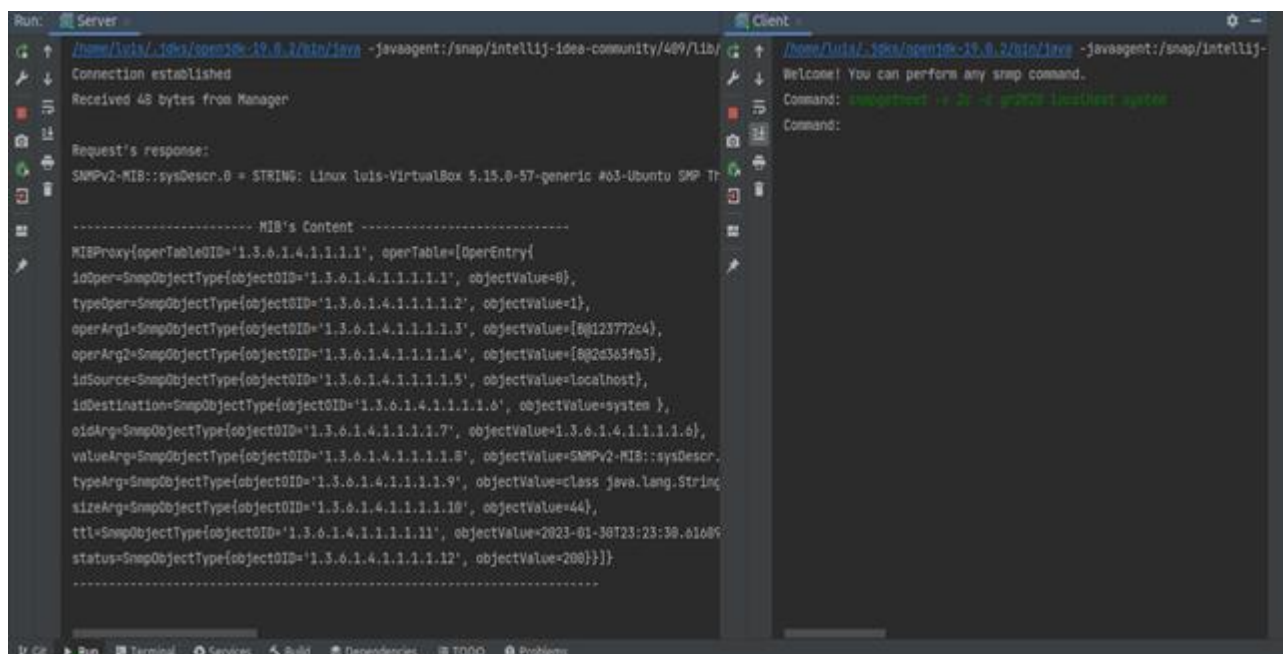 Run: Server
/home/luis/.jdks/openjdk-19.0.2/bin/java -javaagent:/snap/intellij-idea-community/409/lib/
Connection established
Received 48 bytes from Manager
Request's response:
SNMPv2-MIB::sysDescr.0 = STRING: Linux luis-VirtualBox 5.15.0-57-generic #63-Ubuntu SMP Th
------------------------- MIB's Content -----------------------------
MIBProxy{operTableOID='1.3.6.1.4.1.1.1.1', operTable=[OperEntry{
idOper=SnmpObjectType{objectOID='1.3.6.1.4.1.1.1.1.1', objectValue=0},
typeOper=SnmpObjectType{objectOID='1.3.6.1.4.1.1.1.1.2', objectValue=1},
operArg1=SnmpObjectType{objectOID='1.3.6.1.4.1.1.1.1.3', objectValue=[B@123772c4},
operArg2=SnmpObjectType{objectOID='1.3.6.1.4.1.1.1.1.4', objectValue=[B@2d363fb3},
idSource=SnmpObjectType{objectOID='1.3.6.1.4.1.1.1.1.5', objectValue=localhost},
idDestination=SnmpObjectType{objectOID='1.3.6.1.4.1.1.1.1.6', objectValue=system },
oidArg=SnmpObjectType{objectOID='1.3.6.1.4.1.1.1.1.7', objectValue=1.3.6.1.4.1.1.1.1.6},
valueArg=SnmpObjectType{objectOID='1.3.6.1.4.1.1.1.1.8', objectValue=SNMPv2-MIB::sysDescr.
typeArg=SnmpObjectType{objectOID='1.3.6.1.4.1.1.1.1.9', objectValue=class java.lang.String
sizeArg=SnmpObjectType{objectOID='1.3.6.1.4.1.1.1.1.10', objectValue=44},
ttl=SnmpObjectType{objectOID='1.3.6.1.4.1.1.1.1.11', objectValue=2023-01-30T23:23:30.61609
status=SnmpObjectType{objectOID='1.3.6.1.4.1.1.1.1.12', objectValue=200}}]}
-------------------------------------------------------------------------
Client
/home/luis/.jdks/openjdk-19.0.2/bin/java -javaagent:/snap/intellij-
Welcome! You can perform any snmp command.
Command: snmpgetnext -v 2c -c gr2020 localhost system
Command:
Git Run Terminal Services Build Dependencies TODO Problems